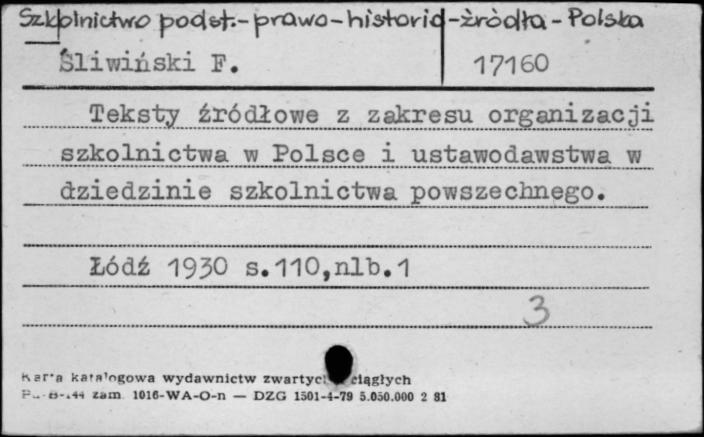 Szkolnictwo podst.-prawo-historia-źródła-Polska
Śliwiński F. 17160
Teksty źródłowe z zakresu organizacji
szkolnictwa w Polsce i ustawodawstwa w
dziedzinie szkolnictwa powszechnego.
Łódź 1930 s.110,nlb.1
3
Karta katalogowa wydawnictw zwartych ciągłych
zam. 1016-WA-O-n — DZG 1501-4-79 5.050.000 2 81